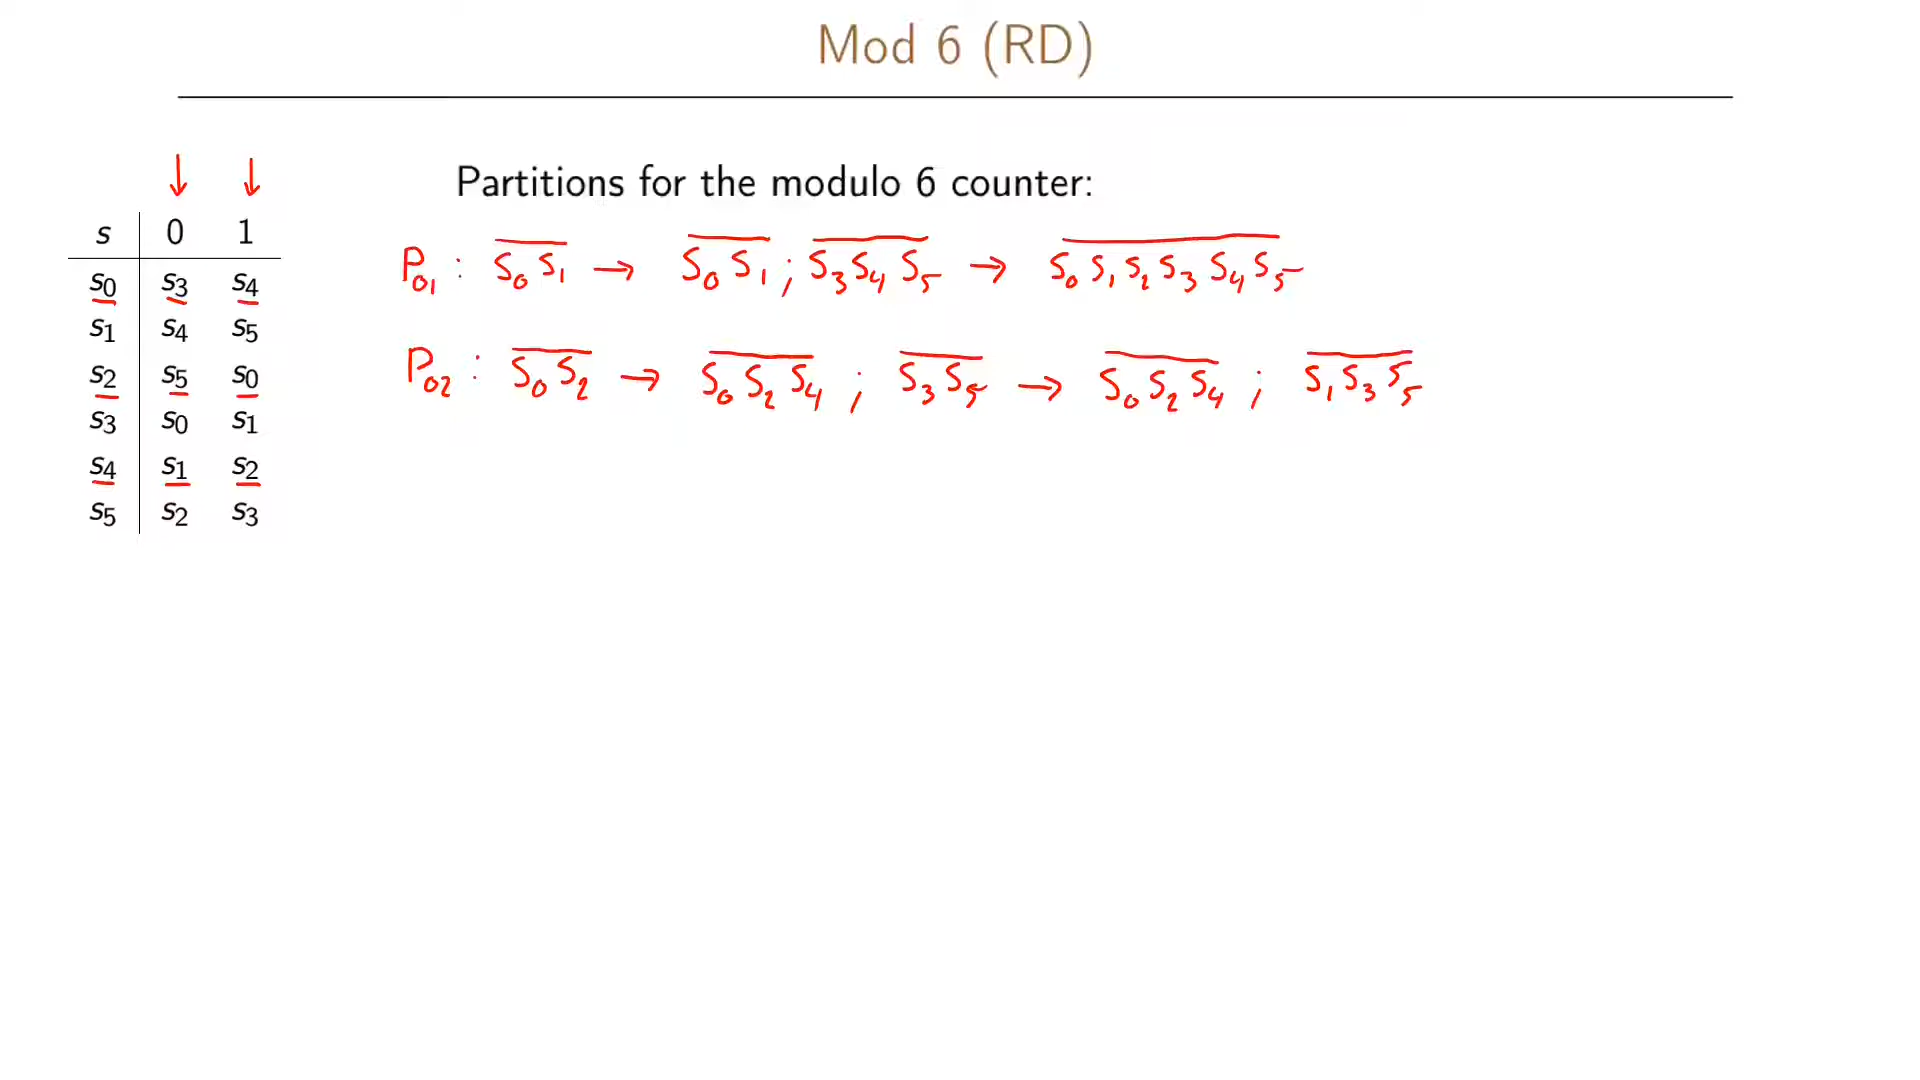 Mod 6 (RD)
Partitions for the modulo 6 counter:
s 0 1
s0 s3 s4
s1 s4 s5
s2 s5 s0
s3 s0 s1
s4 s1 s2
s5 s2 s3
P01 : S0 S1 → S0 S1 ; S3 S4 S5 → S0 S1 S2 S3 S4 S5
P02 : S0 S2 → S0 S2 S4 ; S3 S5 → S0 S2 S4 ; S1 S3 S5